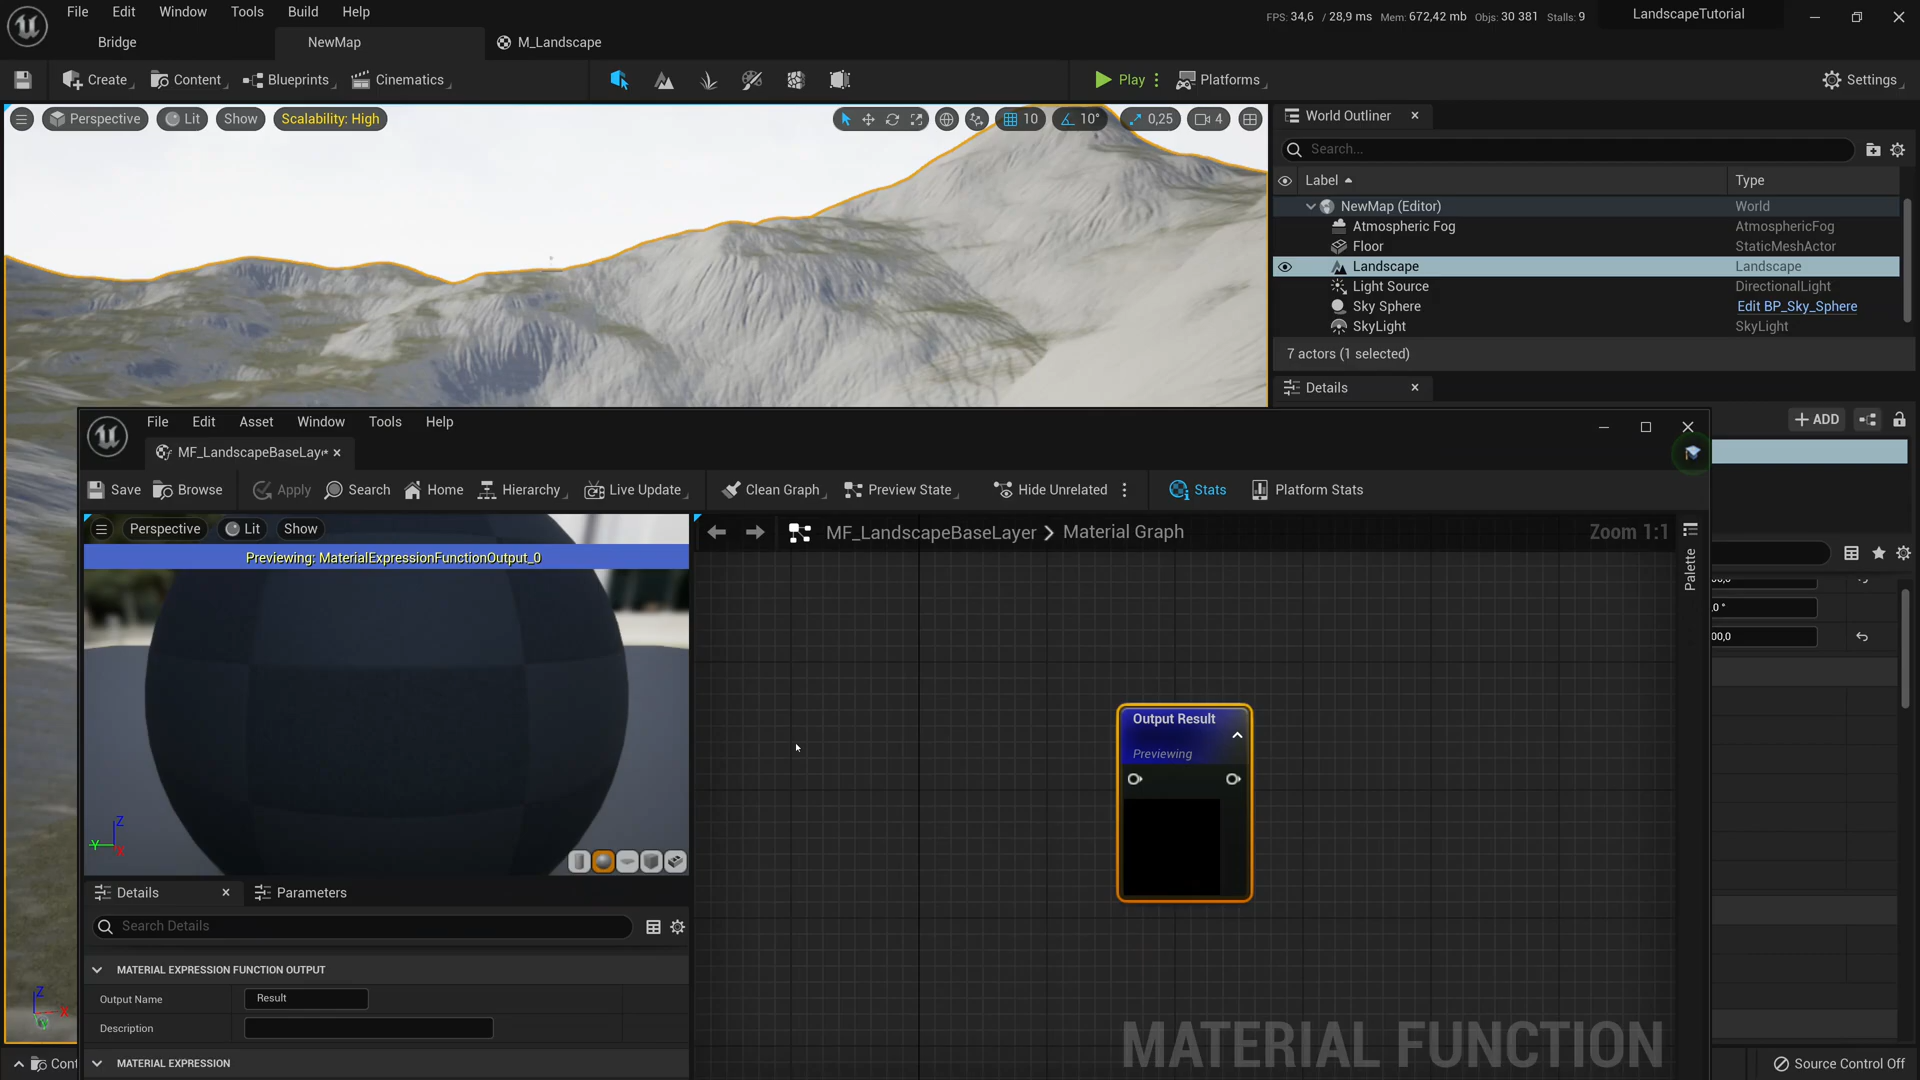 File Edit Window Tools Build Help
FPS: 34,6 / 28,9 ms Mem: 672,42 mb Objs: 30 381 Stalls: 9
LandscapeTutorial
Bridge
NewMap
M_Landscape
Create
Content
Blueprints
Cinematics
Play
Platforms
Settings
Perspective
Lit
Show
Scalability: High
10
10°
0,25
4
World Outliner
Search...
Label
Type
NewMap (Editor) World
Atmospheric Fog AtmosphericFog
Floor StaticMeshActor
Landscape Landscape
Light Source DirectionalLight
Sky Sphere Edit BP_Sky_Sphere
SkyLight SkyLight
7 actors (1 selected)
Details
ADD
File Edit Asset Window Tools Help
MF_LandscapeBaseLay
Save
Browse
Apply
Search
Home
Hierarchy
Live Update
Clean Graph
Preview State
Hide Unrelated
Stats
Platform Stats
Perspective
Lit
Show
Previewing: MaterialExpressionFunctionOutput_0
MF_LandscapeBaseLayer
Material Graph
Zoom 1:1
Palette
,0 °
00,0
Output Result
Previewing
Z
Y
X
Details
Parameters
Search Details
MATERIAL EXPRESSION FUNCTION OUTPUT
Output Name Result
Description
MATERIAL EXPRESSION
MATERIAL FUNCTION
Z
X
Y
Cont
Source Control Off